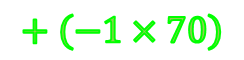 + (−1 × 70)